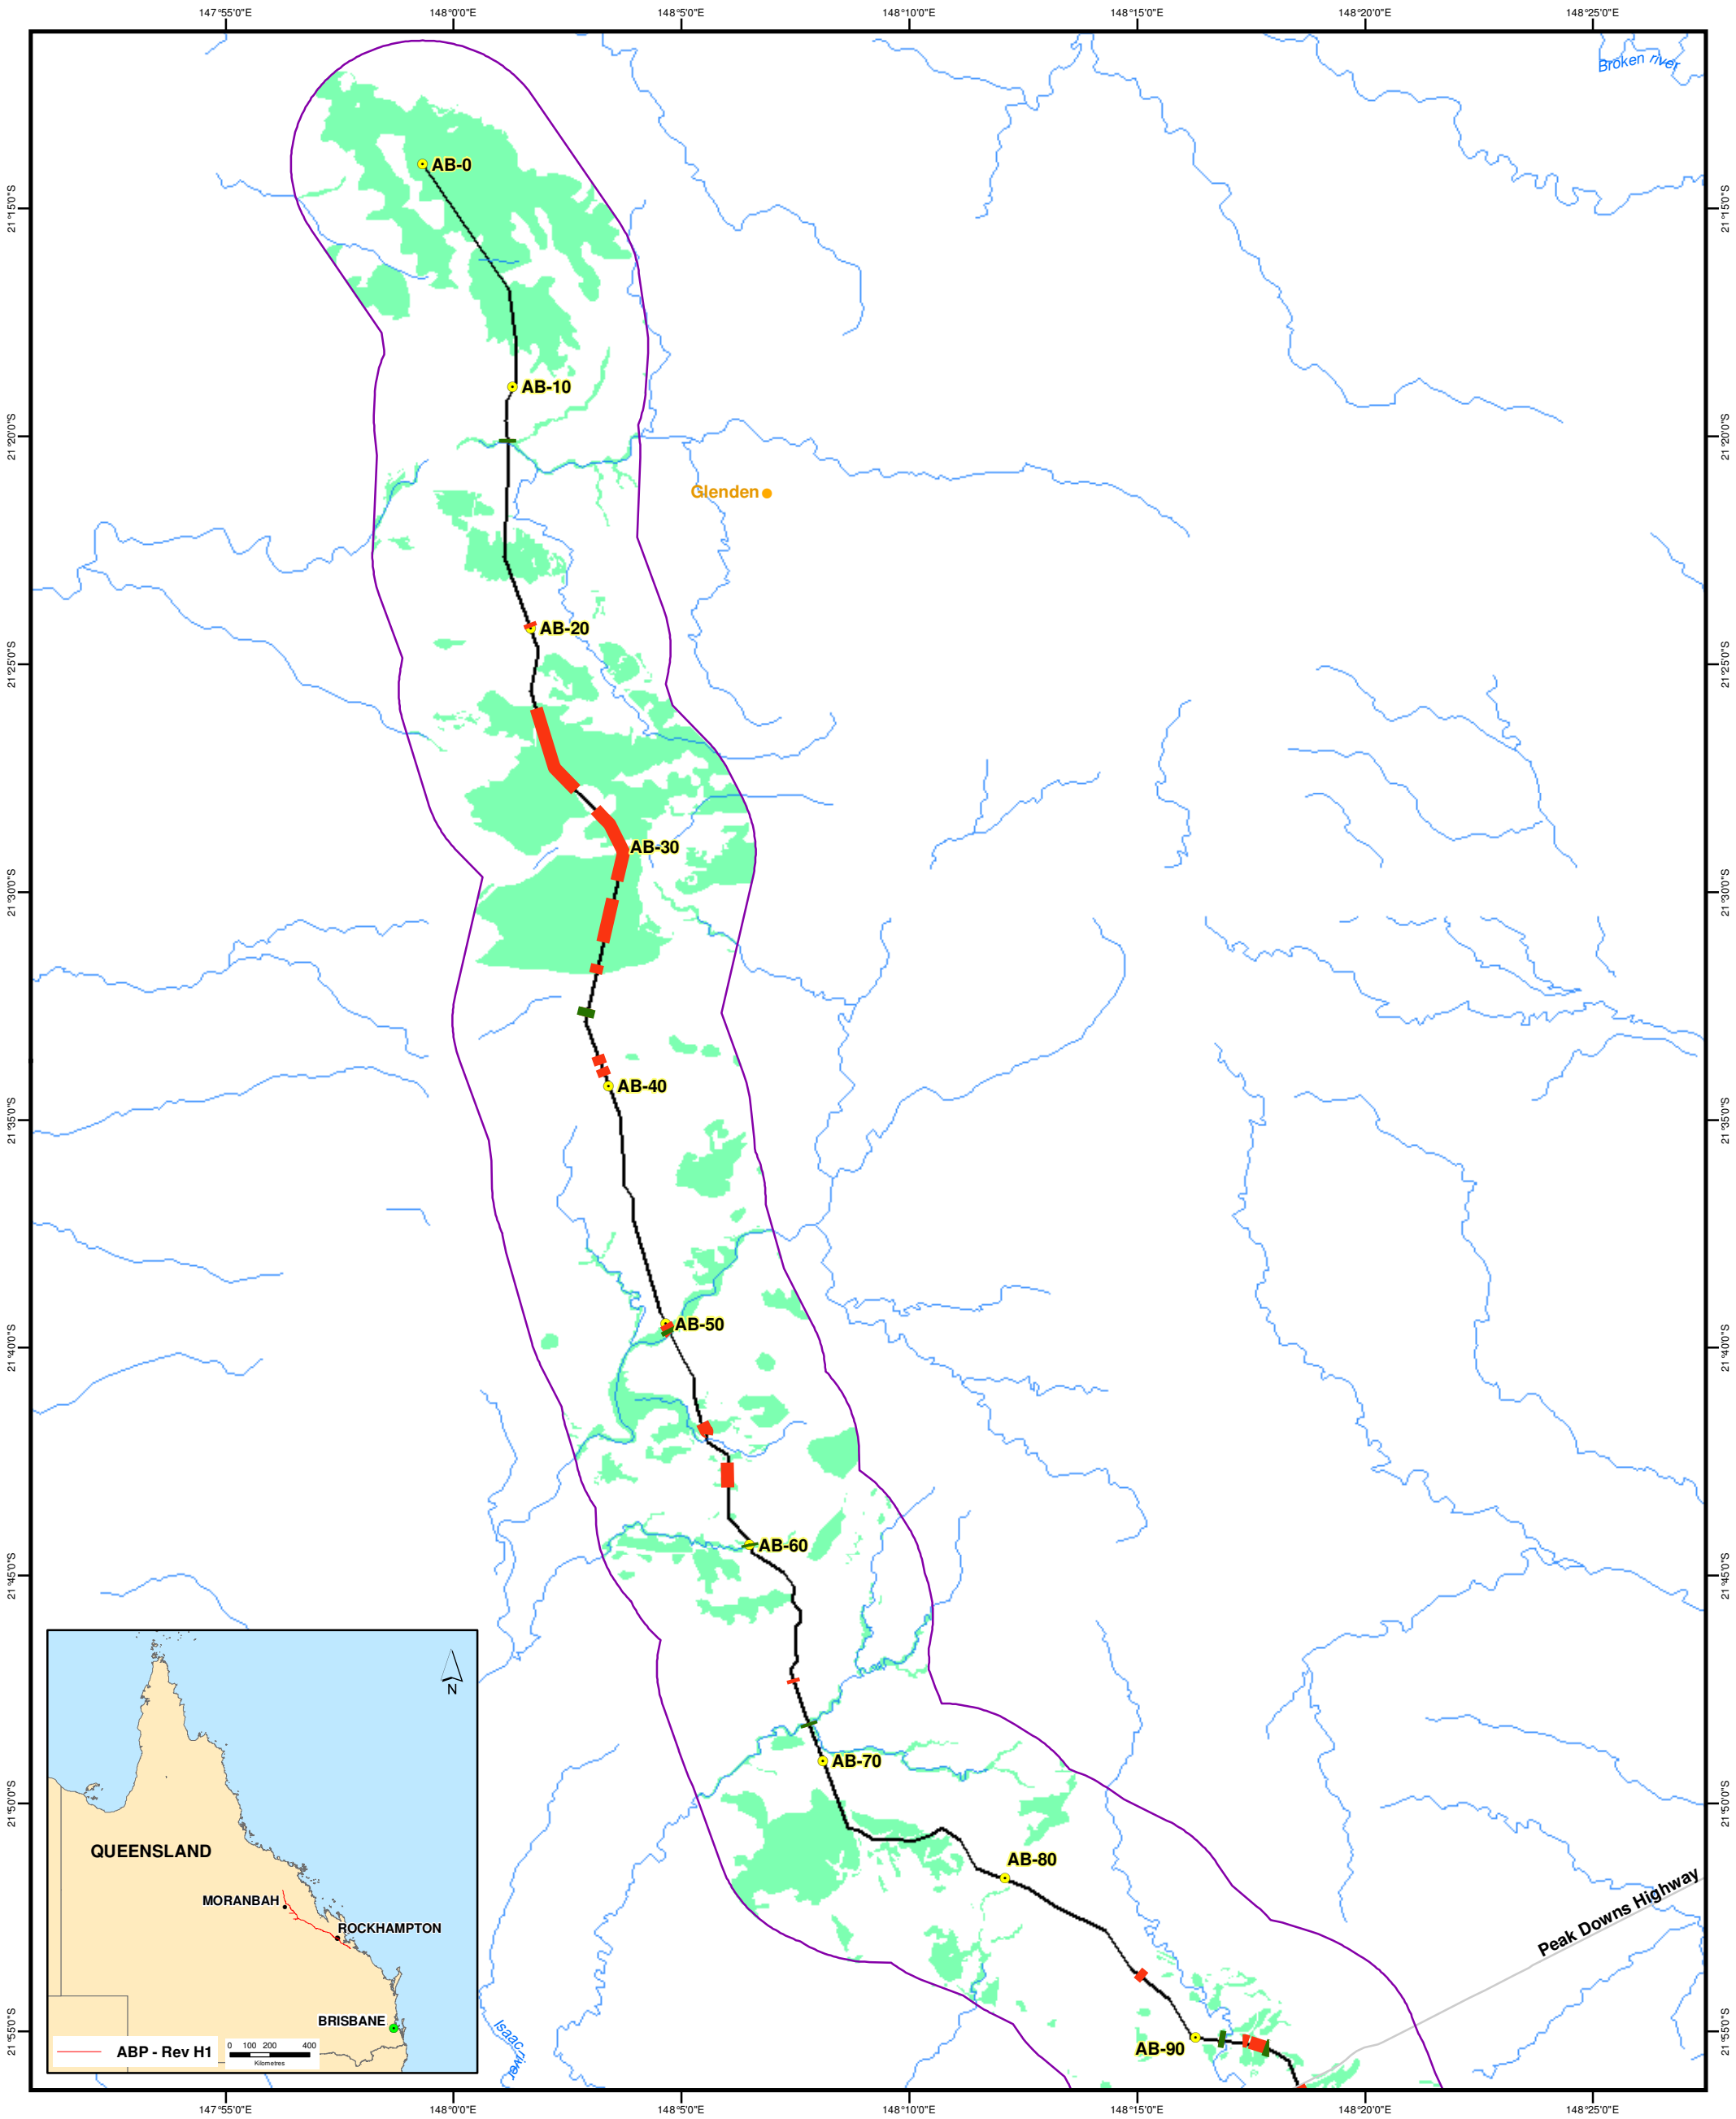 147°55'0"E
148°0'0"E
148°5'0"E
148°10'0"E
148°15'0"E
148°20'0"E
148°25'0"E
Broken river
AB-0
21°15'0"S
21°15'0"S
AB-10
21°20'0"S
21°20'0"S
Glenden
AB-20
21°25'0"S
21°25'0"S
AB-30
21°30'0"S
21°30'0"S
AB-40
21°35'0"S
21°35'0"S
AB-50
21°40'0"S
21°40'0"S
AB-60
21°45'0"S
21°45'0"S
N
AB-70
21°50'0"S
21°50'0"S
QUEENSLAND
AB-80
MORANBAH
ROCKHAMPTON
Peak Downs Highway
BRISBANE
Isaac river
AB-90
21°55'0"S
21°55'0"S
ABP - Rev H1
0 100 200 400
Kilometres
147°55'0"E
148°0'0"E
148°5'0"E
148°10'0"E
148°15'0"E
148°20'0"E
148°25'0"E